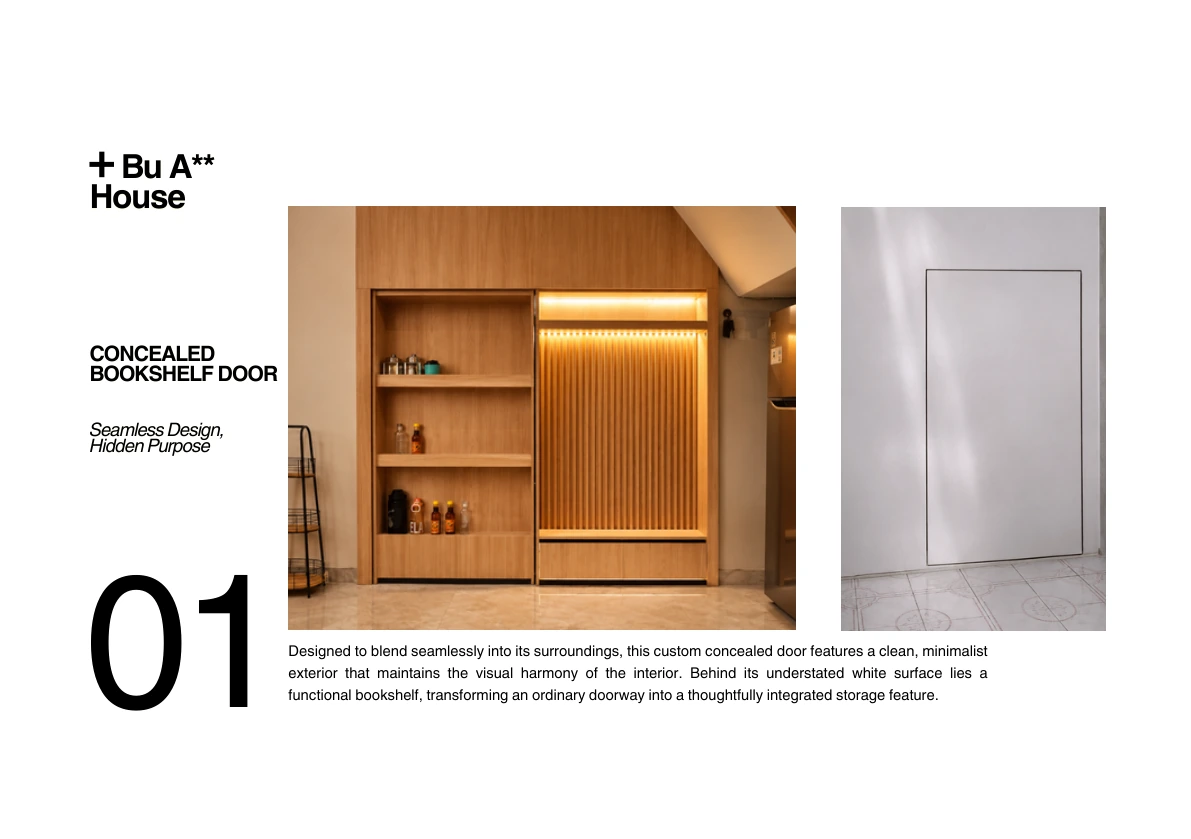 + Bu A**
House
CONCEALED
BOOKSHELF DOOR
Seamless Design,
Hidden Purpose
01
Designed to blend seamlessly into its surroundings, this custom concealed door features a clean, minimalist
exterior that maintains the visual harmony of the interior. Behind its understated white surface lies a
functional bookshelf, transforming an ordinary doorway into a thoughtfully integrated storage feature.